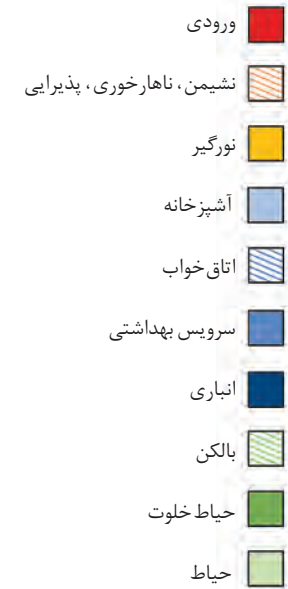 ورودی
نشیمن، ناهارخوری، پذیرایی
نورگیر
آشپزخانه
اتاق خواب
سرویس بهداشتی
انباری
بالکن
حیاط خلوت
حیاط